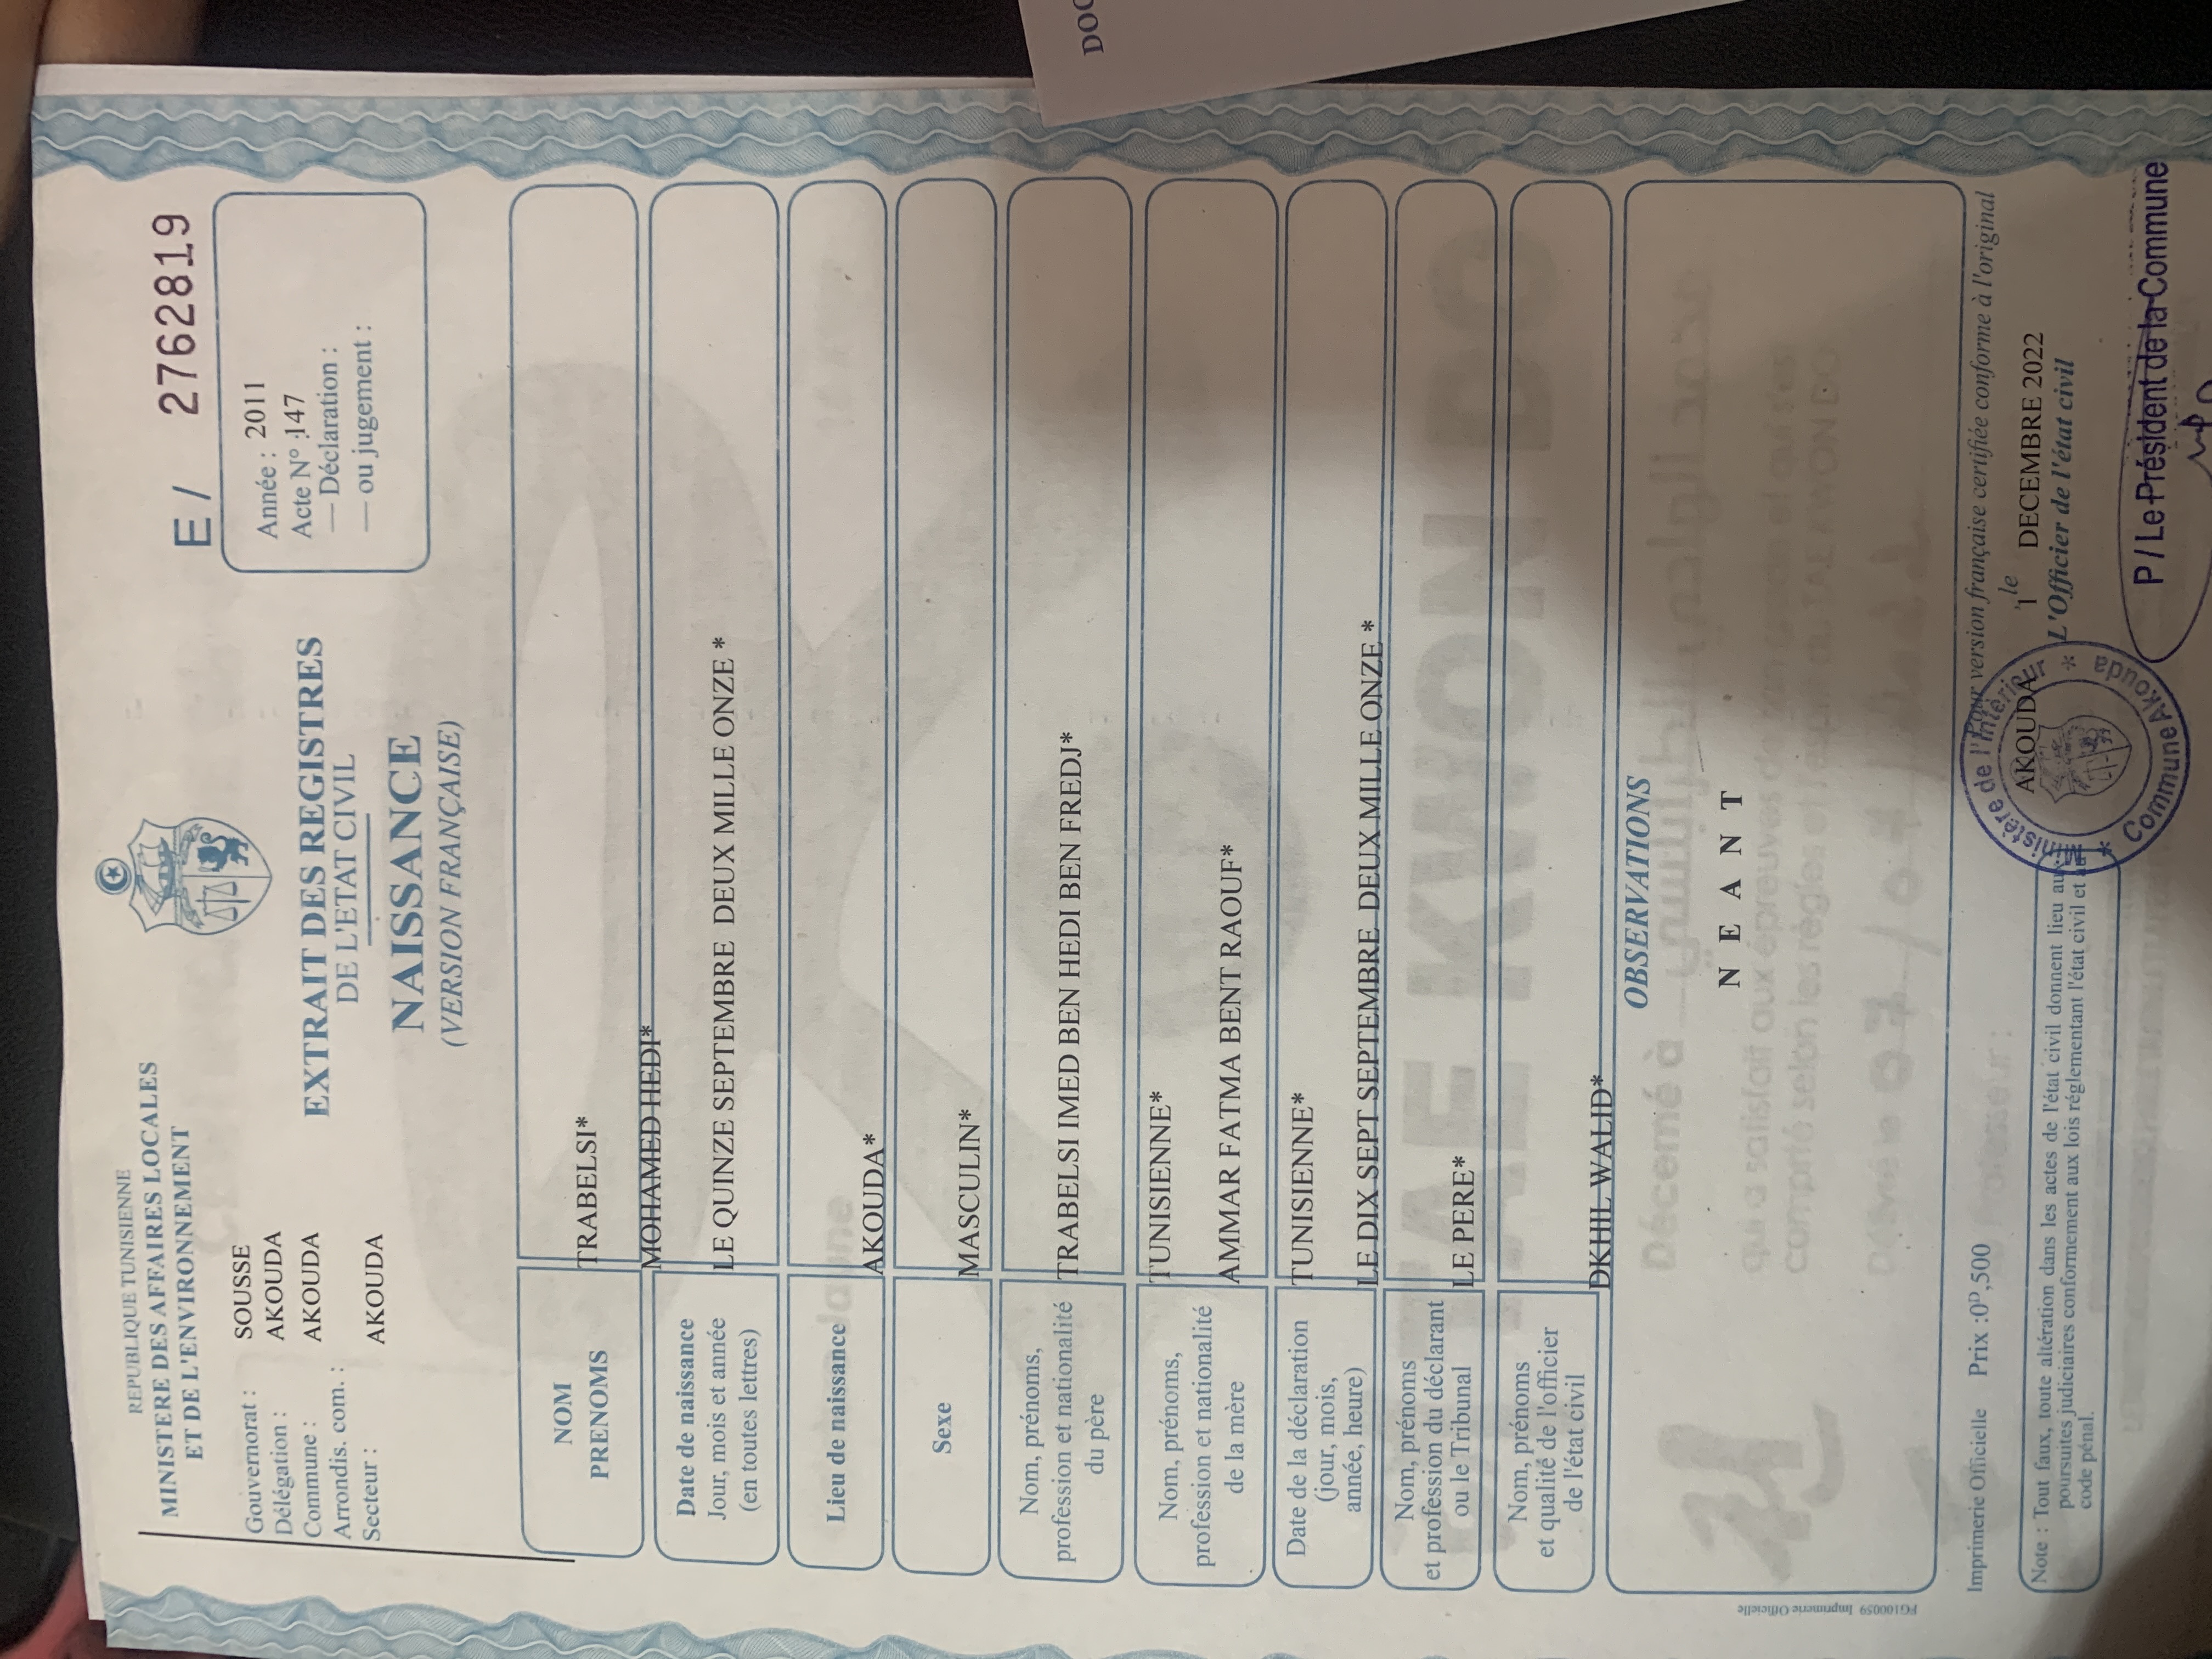 DOC
REPUBLIQUE TUNISIENNE
MINISTERE DES AFFAIRES LOCALES
ET DE L'ENVIRONNEMENT
E / 2762819
Gouvernorat : SOUSSE
Délégation : AKOUDA
Commune : AKOUDA
Arrondis. com. :
Secteur : AKOUDA
Année : 2011
Acte N° :147
— Déclaration :
— ou jugement :
EXTRAIT DES REGISTRES
DE L'ETAT CIVIL
NAISSANCE
(VERSION FRANÇAISE)
NOM
PRENOMS
TRABELSI*
MOHAMED HEDI*
Date de naissance
Jour, mois et année
(en toutes lettres)
LE QUINZE SEPTEMBRE DEUX MILLE ONZE *
Lieu de naissance
AKOUDA*
Sexe
MASCULIN*
Nom, prénoms,
profession et nationalité
du père
TRABELSI IMED BEN HEDI BEN FREDJ*
TUNISIENNE*
Nom, prénoms,
profession et nationalité
de la mère
AMMAR FATMA BENT RAOUF*
TUNISIENNE*
Date de la déclaration
(jour, mois,
année, heure)
LE DIX SEPT SEPTEMBRE DEUX MILLE ONZE *
Nom, prénoms
et profession du déclarant
ou le Tribunal
LE PERE*
Nom, prénoms
et qualité de l'officier
de l'état civil
DKHIL WALID*
OBSERVATIONS
N E A N T
Imprimerie Officielle Prix :0ᴰ,500
Pour version française certifiée conforme à l'original
AKOUDA 1 le DECEMBRE 2022
L'Officier de l'état civil
Ministère de l'Intérieur
* Commune Akouda *
P / Le Président de la Commune
Note : Tout faux, toute altération dans les actes de l'état civil donnent lieu aux
poursuites judiciaires conformément aux lois réglementant l'état civil et au
code pénal.
FG100059 Imprimerie Officielle